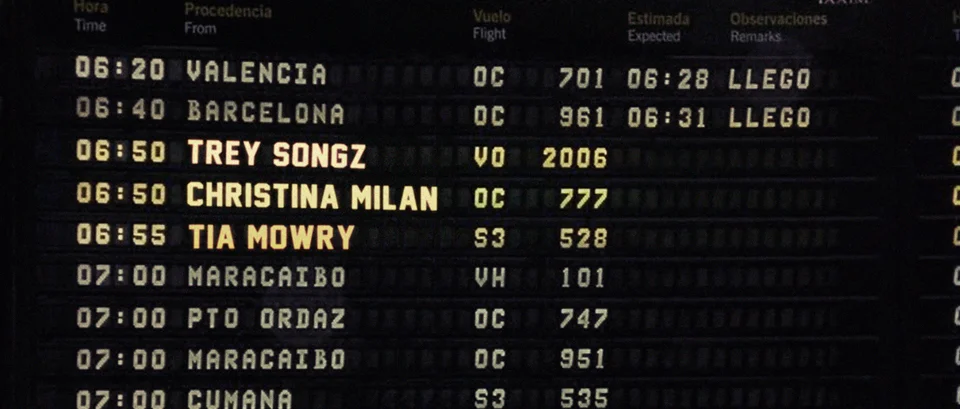 Hora Procedencia Vuelo Estimada Observaciones
Time From Flight Expected Remarks
06:20 VALENCIA OC 701 06:28 LLEGO
06:40 BARCELONA OC 961 06:31 LLEGO
06:50 TREY SONGZ VO 2006
06:50 CHRISTINA MILAN OC 777
06:55 TIA MOWRY S3 528
07:00 MARACAIBO VH 101
07:00 PTO ORDAZ OC 747
07:00 MARACAIBO OC 951
07:00 CUMANA S3 535